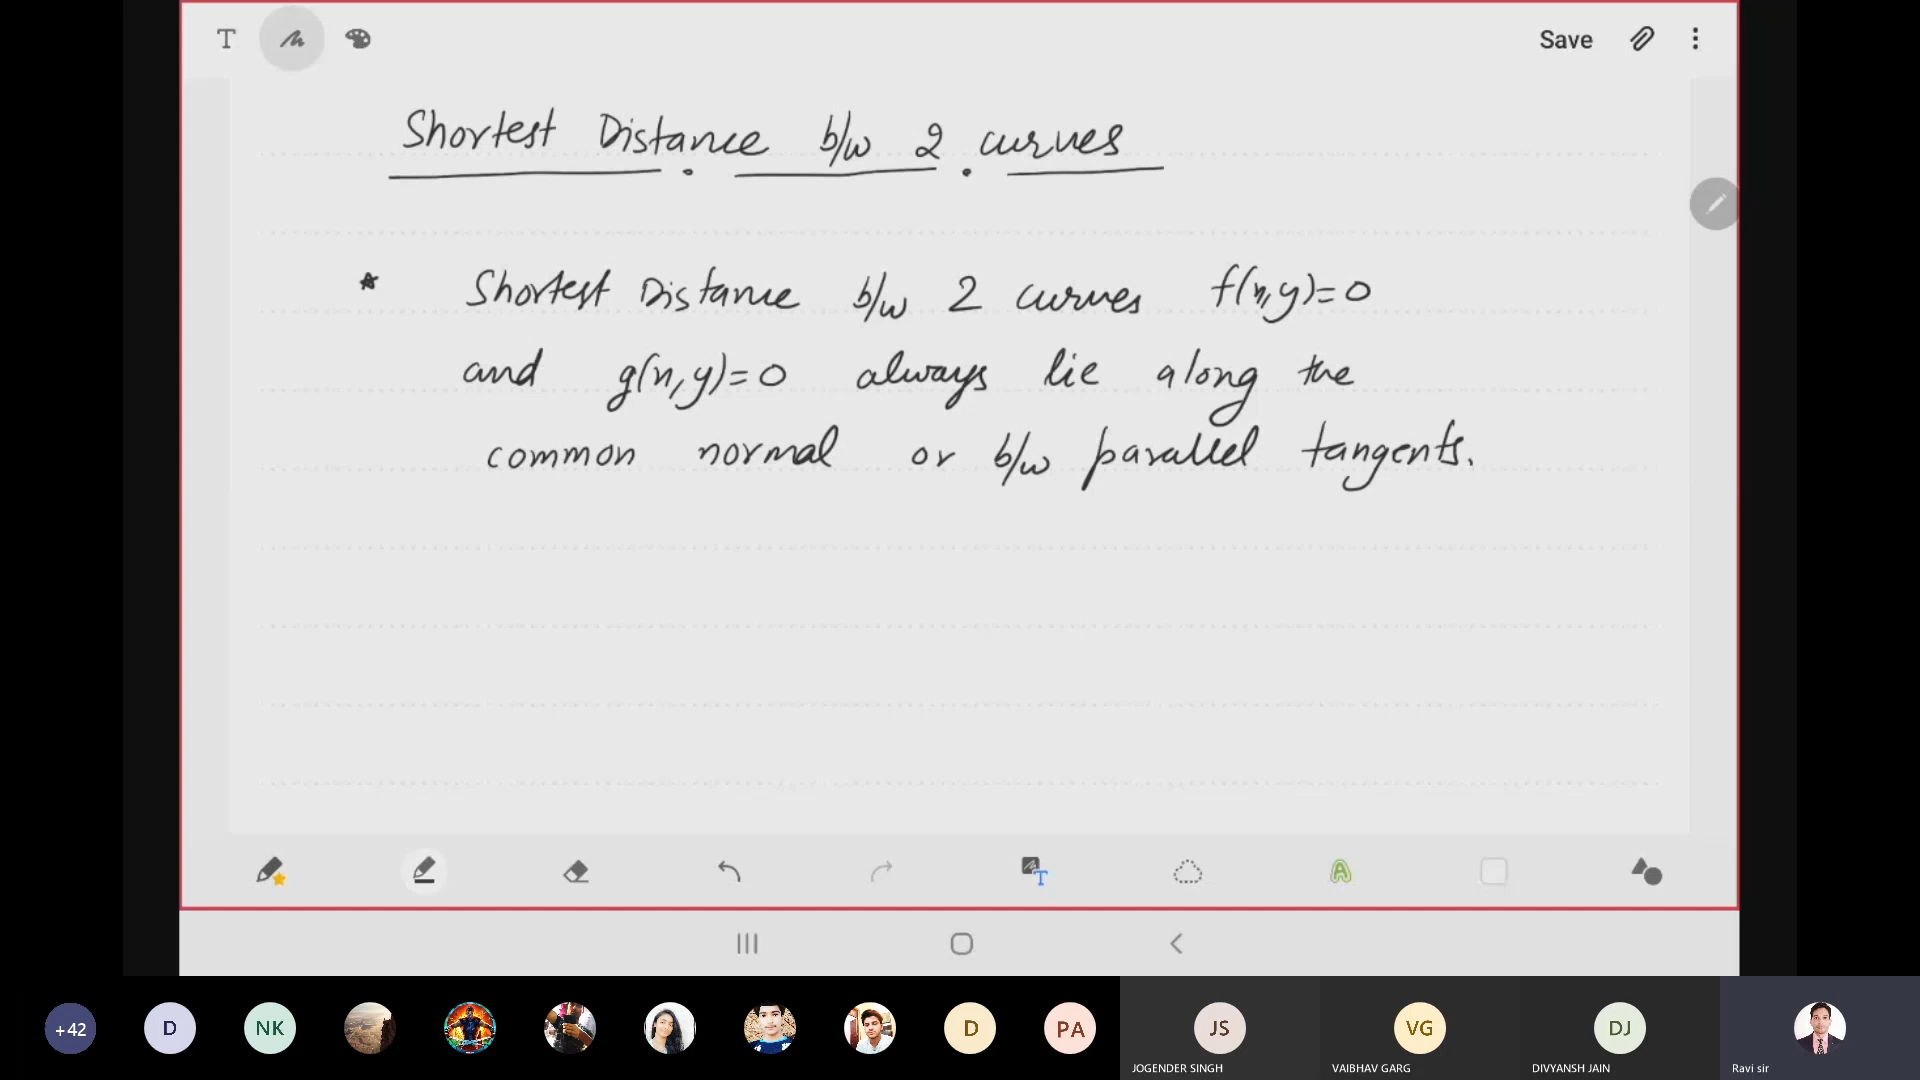 T
Save
Shortest Distance b/w 2 curves
* Shortest Distance b/w 2 curves f(x,y)=0
and g(x,y)=0 always lie along the
common normal or b/w parallel tangents.
T
A
+42
D
NK
D
PA
JS
VG
DJ
JOGENDER SINGH
VAIBHAV GARG
DIVYANSH JAIN
Ravi sir